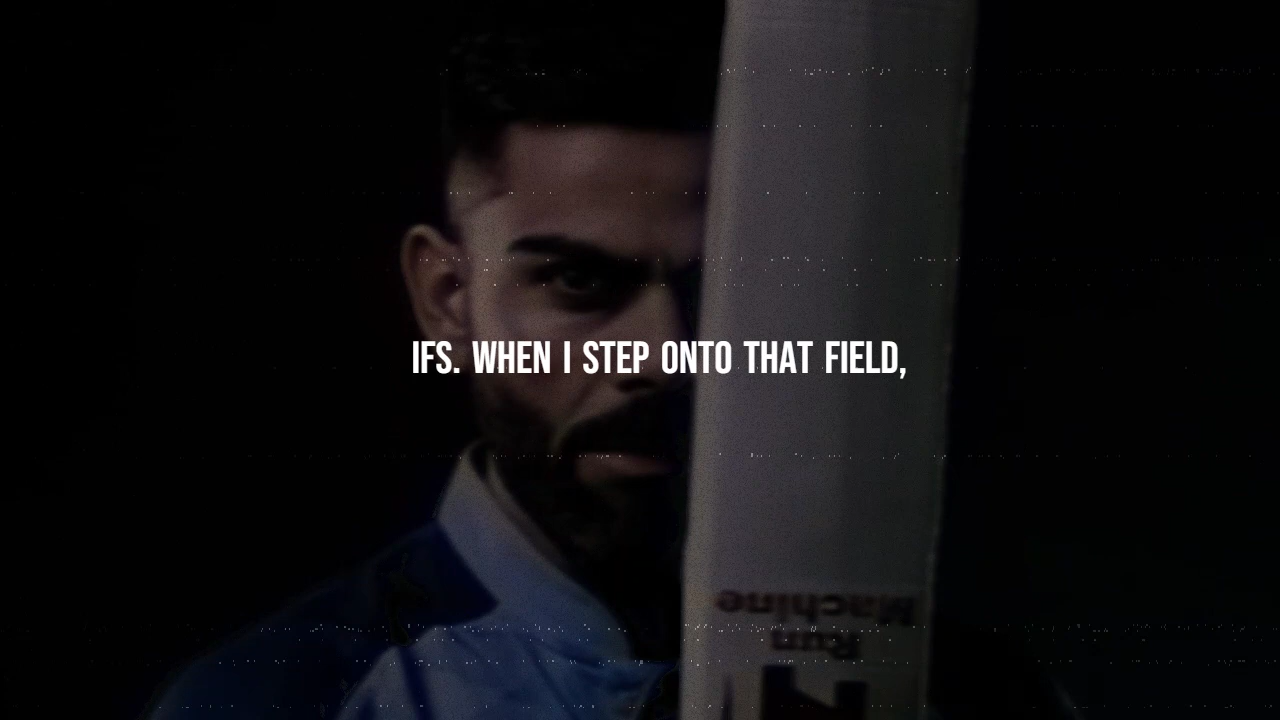 IFS. WHEN I STEP ONTO THAT FIELD,
Machine
Run